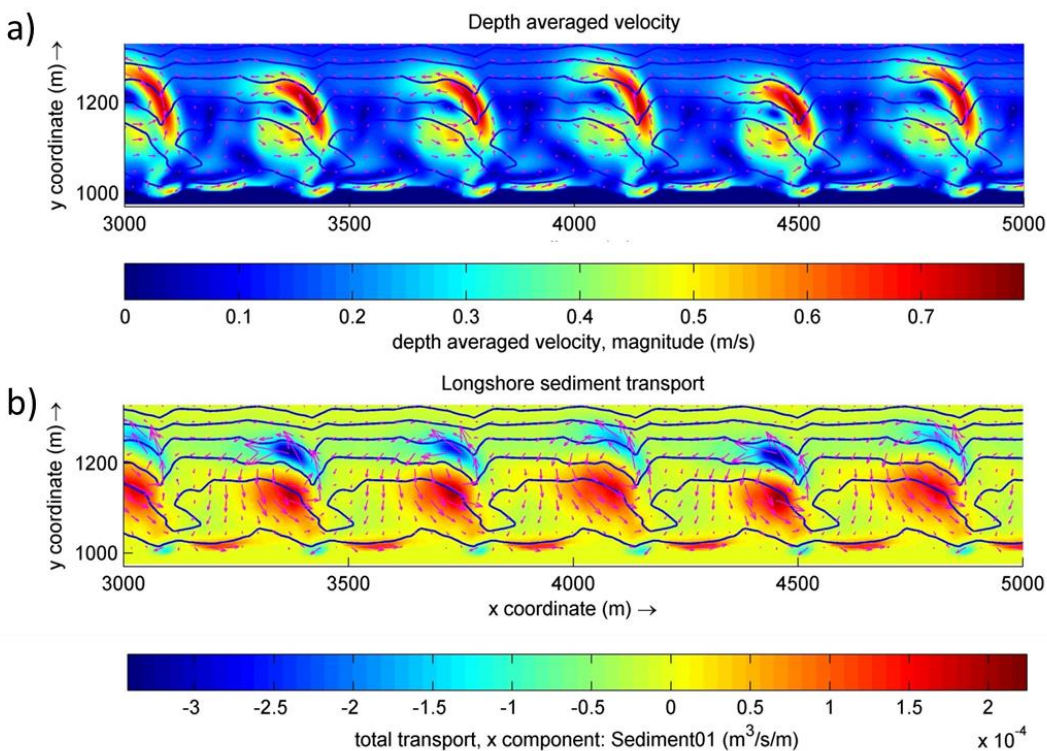 a)
Depth averaged velocity
y coordinate (m) →
1200
1000
3000 3500 4000 4500 5000
0 0.1 0.2 0.3 0.4 0.5 0.6 0.7
depth averaged velocity, magnitude (m/s)
b)
Longshore sediment transport
y coordinate (m) →
1200
1000
3000 3500 4000 4500 5000
x coordinate (m) →
-3 -2.5 -2 -1.5 -1 -0.5 0 0.5 1 1.5 2
total transport, x component: Sediment01 (m³/s/m)
x 10⁻⁴